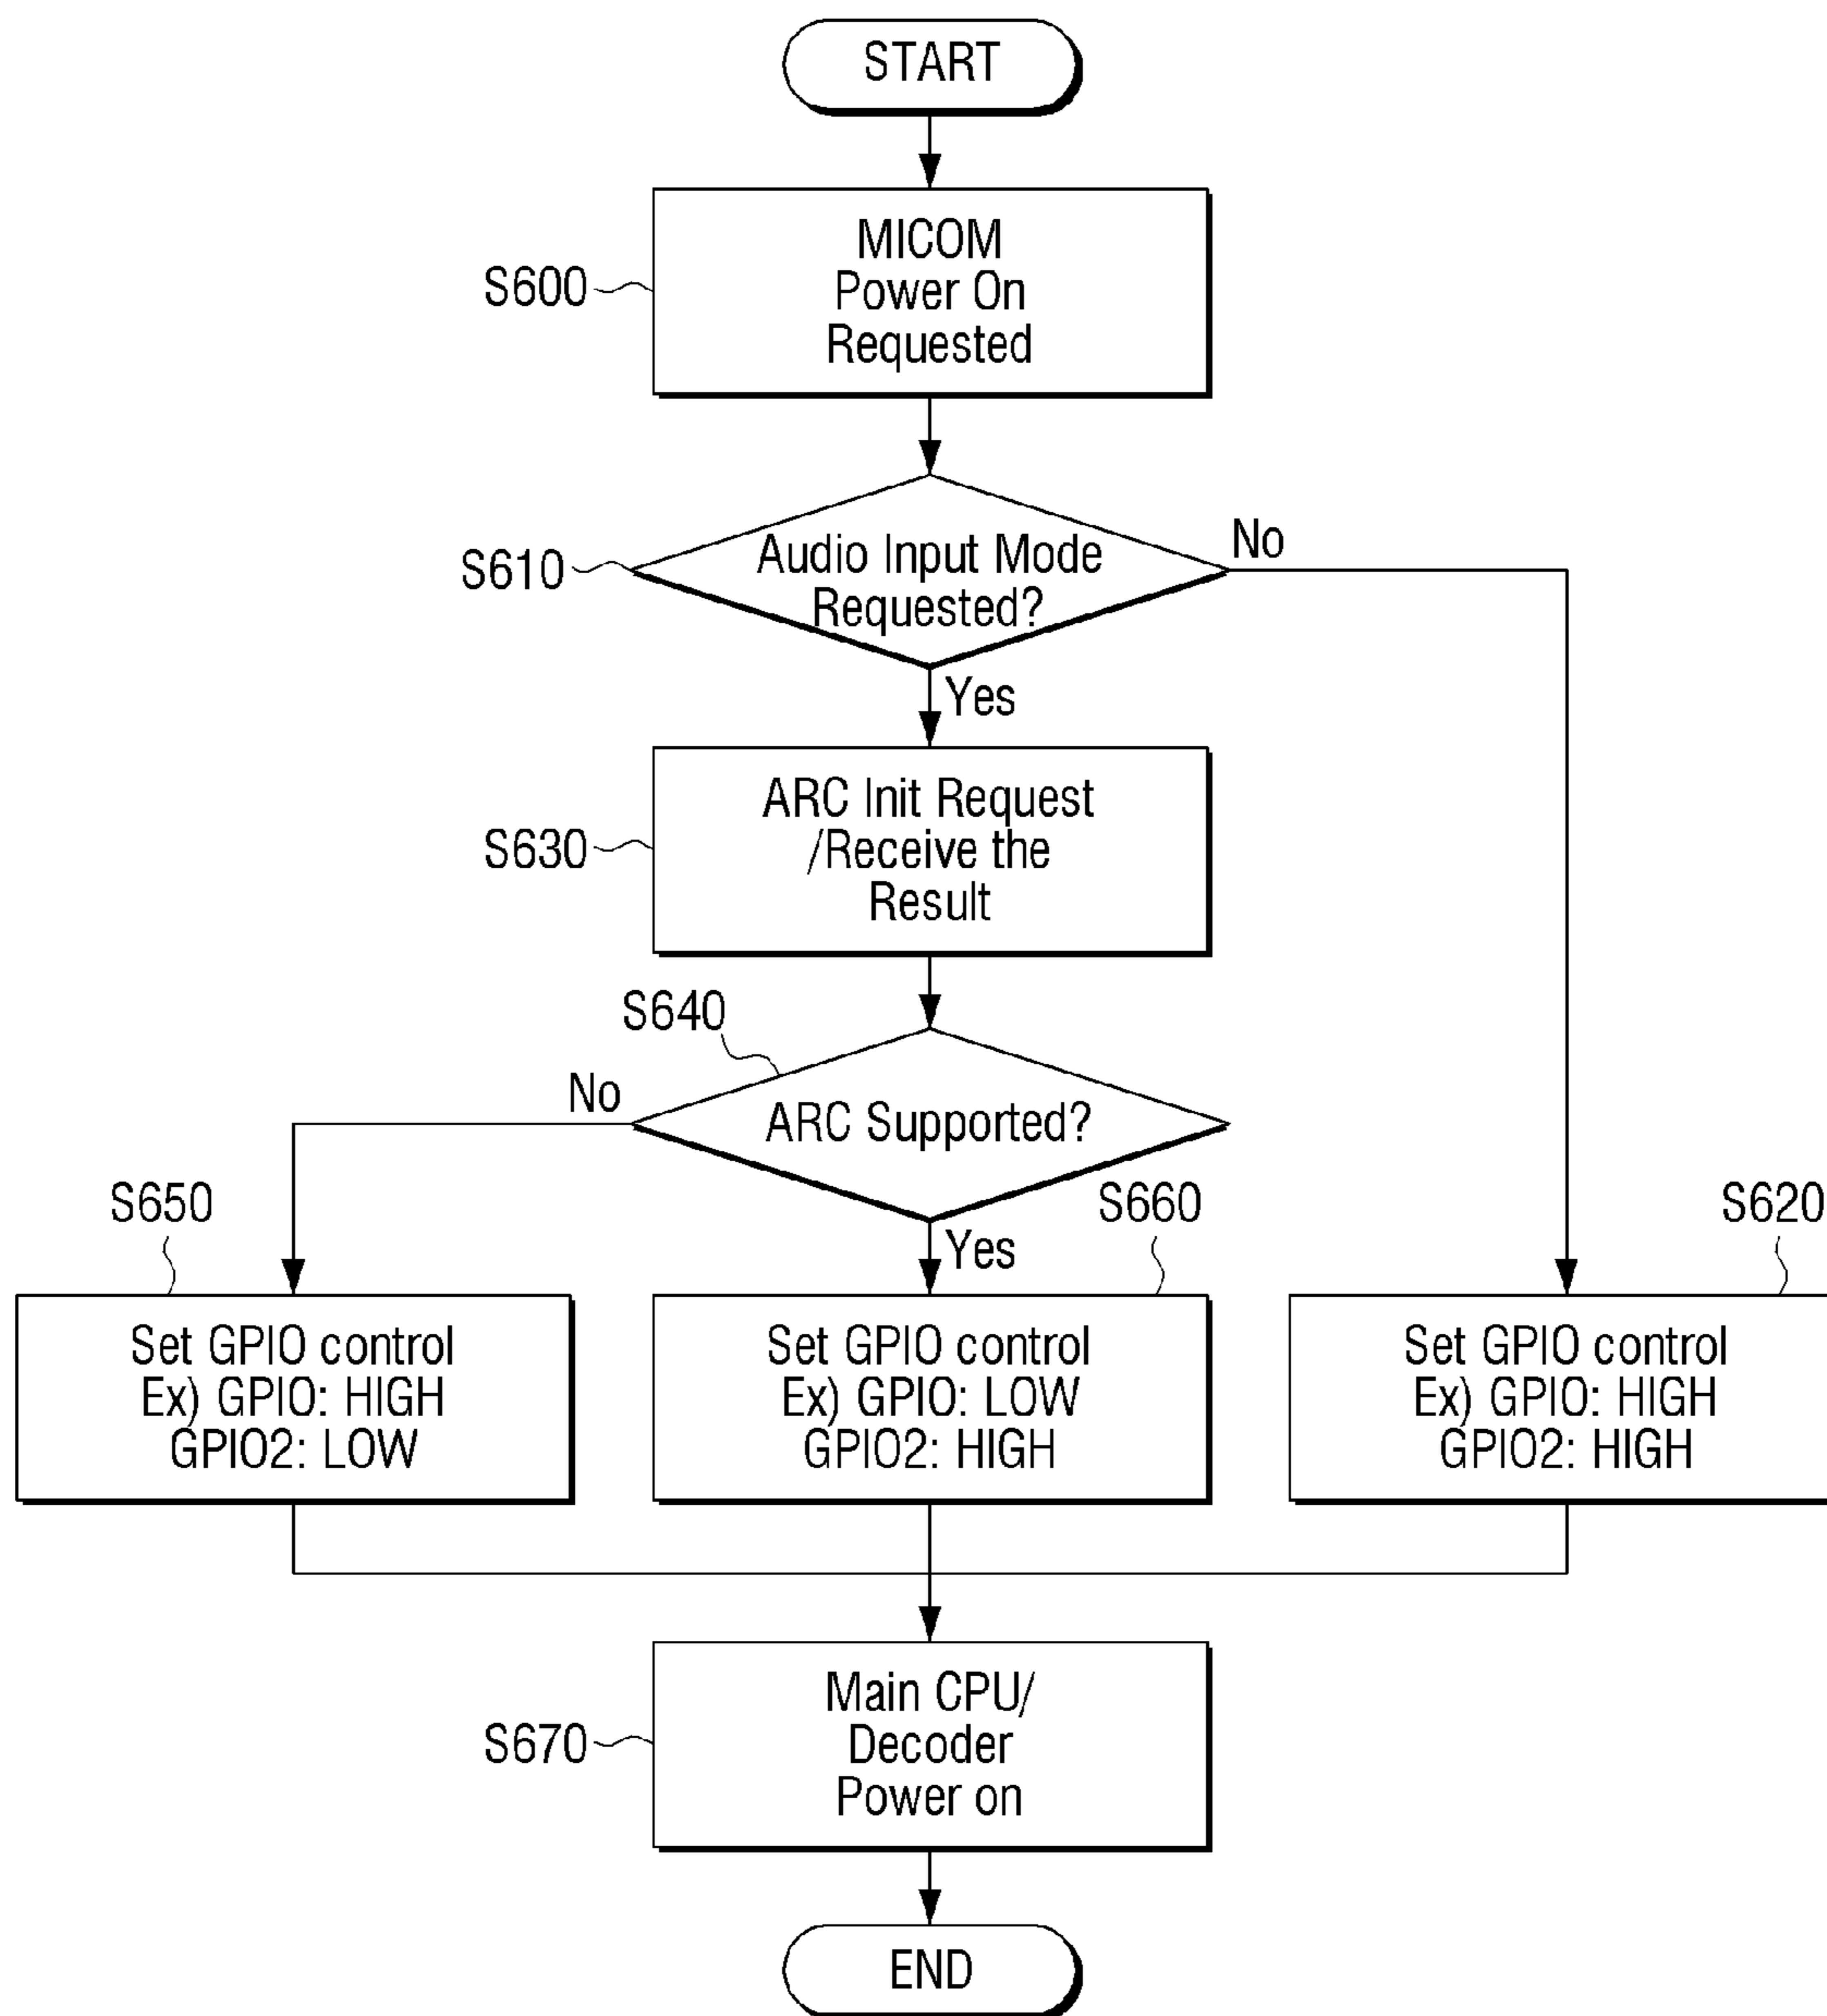 START
S600
MICOM
Power On
Requested
S610
Audio Input Mode
Requested?
No
Yes
S630
ARC Init Request
/Receive the
Result
S640
ARC Supported?
No
Yes
S650
Set GPIO control
Ex) GPIO: HIGH
GPIO2: LOW
S660
Set GPIO control
Ex) GPIO: LOW
GPIO2: HIGH
S620
Set GPIO control
Ex) GPIO: HIGH
GPIO2: HIGH
S670
Main CPU/
Decoder
Power on
END